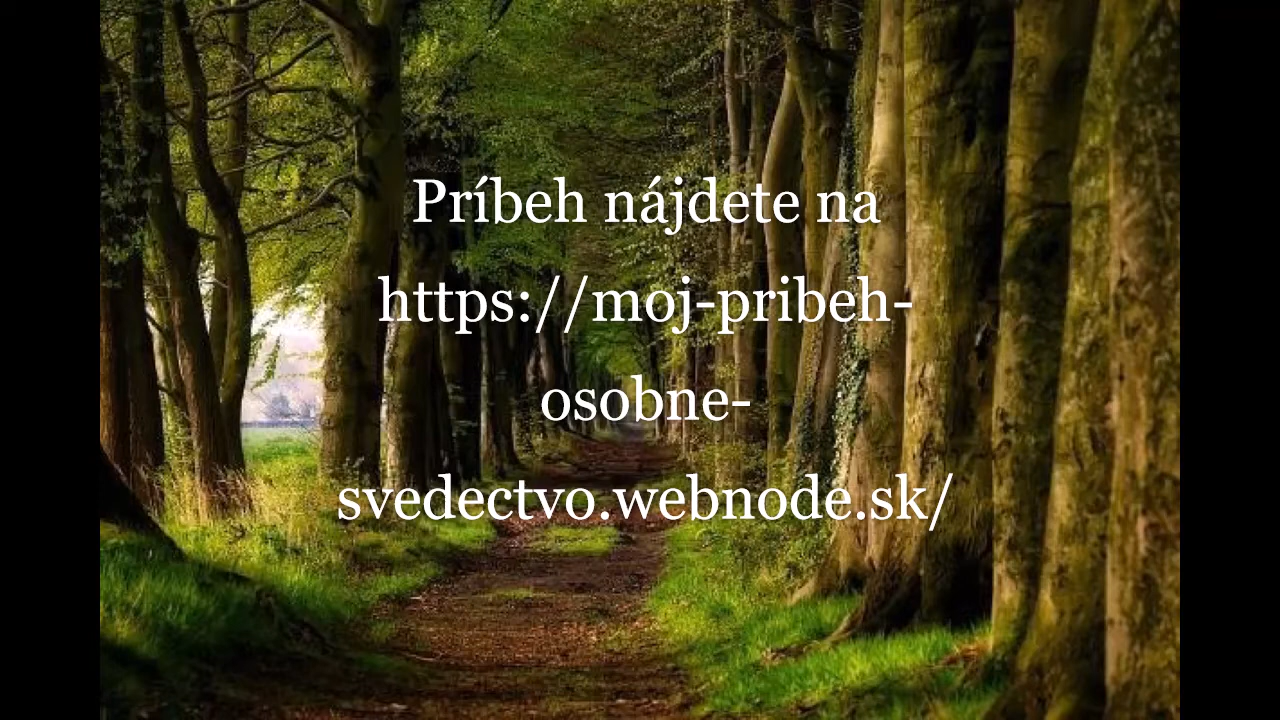 Príbeh nájdete na
https://moj-pribeh-
osobne-
svedectvo.webnode.sk/